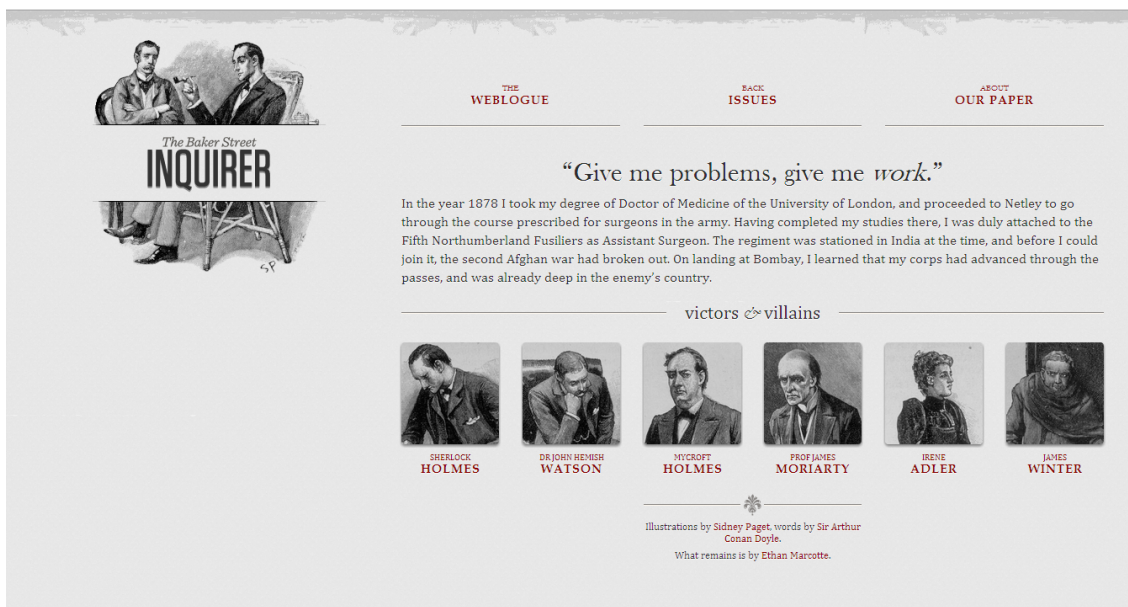 The Baker Street
INQUIRER
SP
THE
WEBLOGUE
BACK
ISSUES
ABOUT
OUR PAPER
“Give me problems, give me work.”
In the year 1878 I took my degree of Doctor of Medicine of the University of London, and proceeded to Netley to go
through the course prescribed for surgeons in the army. Having completed my studies there, I was duly attached to the
Fifth Northumberland Fusiliers as Assistant Surgeon. The regiment was stationed in India at the time, and before I could
join it, the second Afghan war had broken out. On landing at Bombay, I learned that my corps had advanced through the
passes, and was already deep in the enemy’s country.
victors & villains
SHERLOCK
HOLMES
DR JOHN HEMISH
WATSON
MYCROFT
HOLMES
PROF JAMES
MORIARTY
IRENE
ADLER
JAMES
WINTER
Illustrations by Sidney Paget, words by Sir Arthur
Conan Doyle.
What remains is by Ethan Marcotte.